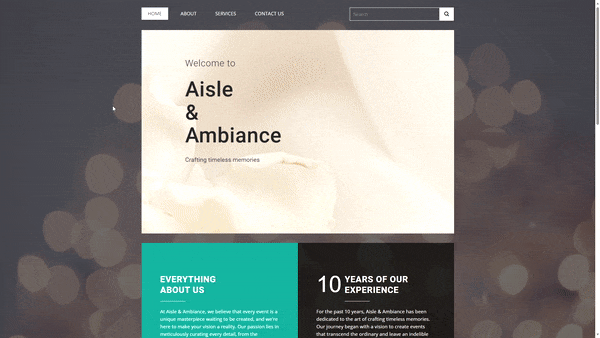 HOME ABOUT SERVICES CONTACT US Search
Welcome to
Aisle
&
Ambiance
Crafting timeless memories
EVERYTHING
ABOUT US
At Aisle & Ambiance, we believe that every event is a
unique masterpiece waiting to be created, and we're
here to make your vision a reality. Our passion lies in
meticulously curating every detail, from the
10 YEARS OF OUR
EXPERIENCE
For the past 10 years, Aisle & Ambiance has been
dedicated to the art of crafting timeless memories.
Our journey began with a vision to create events
that transcend the ordinary and leave an indelible